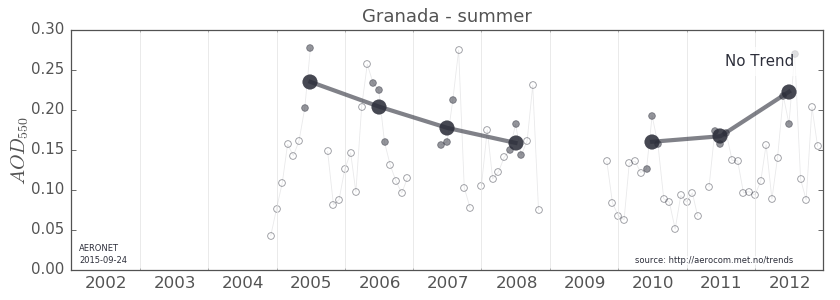 Granada - summer
No Trend
0.30
0.25
0.20
0.15
0.10
0.05
0.00
AOD550
AERONET
2015-09-24
source: http://aerocom.met.no/trends
2002 2003 2004 2005 2006 2007 2008 2009 2010 2011 2012